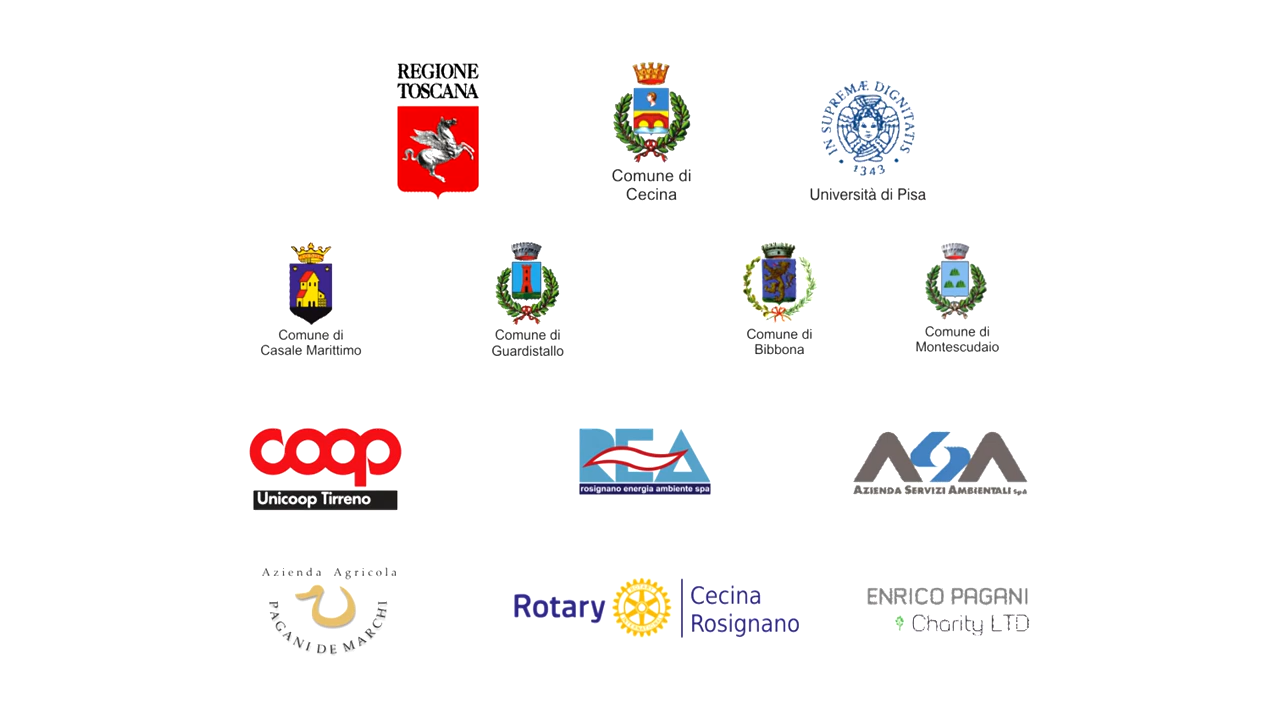 REGIONE
TOSCANA
Comune di
Cecina
IN SUPREMÆ DIGNITATIS
1343
Università di Pisa
Comune di
Casale Marittimo
Comune di
Guardistallo
Comune di
Bibbona
Comune di
Montescudaio
coop
Unicoop Tirreno
REA
rosignano energia ambiente spa
ASA
AZIENDA SERVIZI AMBIENTALI SpA
Azienda Agricola
PAGANI DE MARCHI
Rotary
Cecina
Rosignano
ENRICO PAGANI
Charity LTD